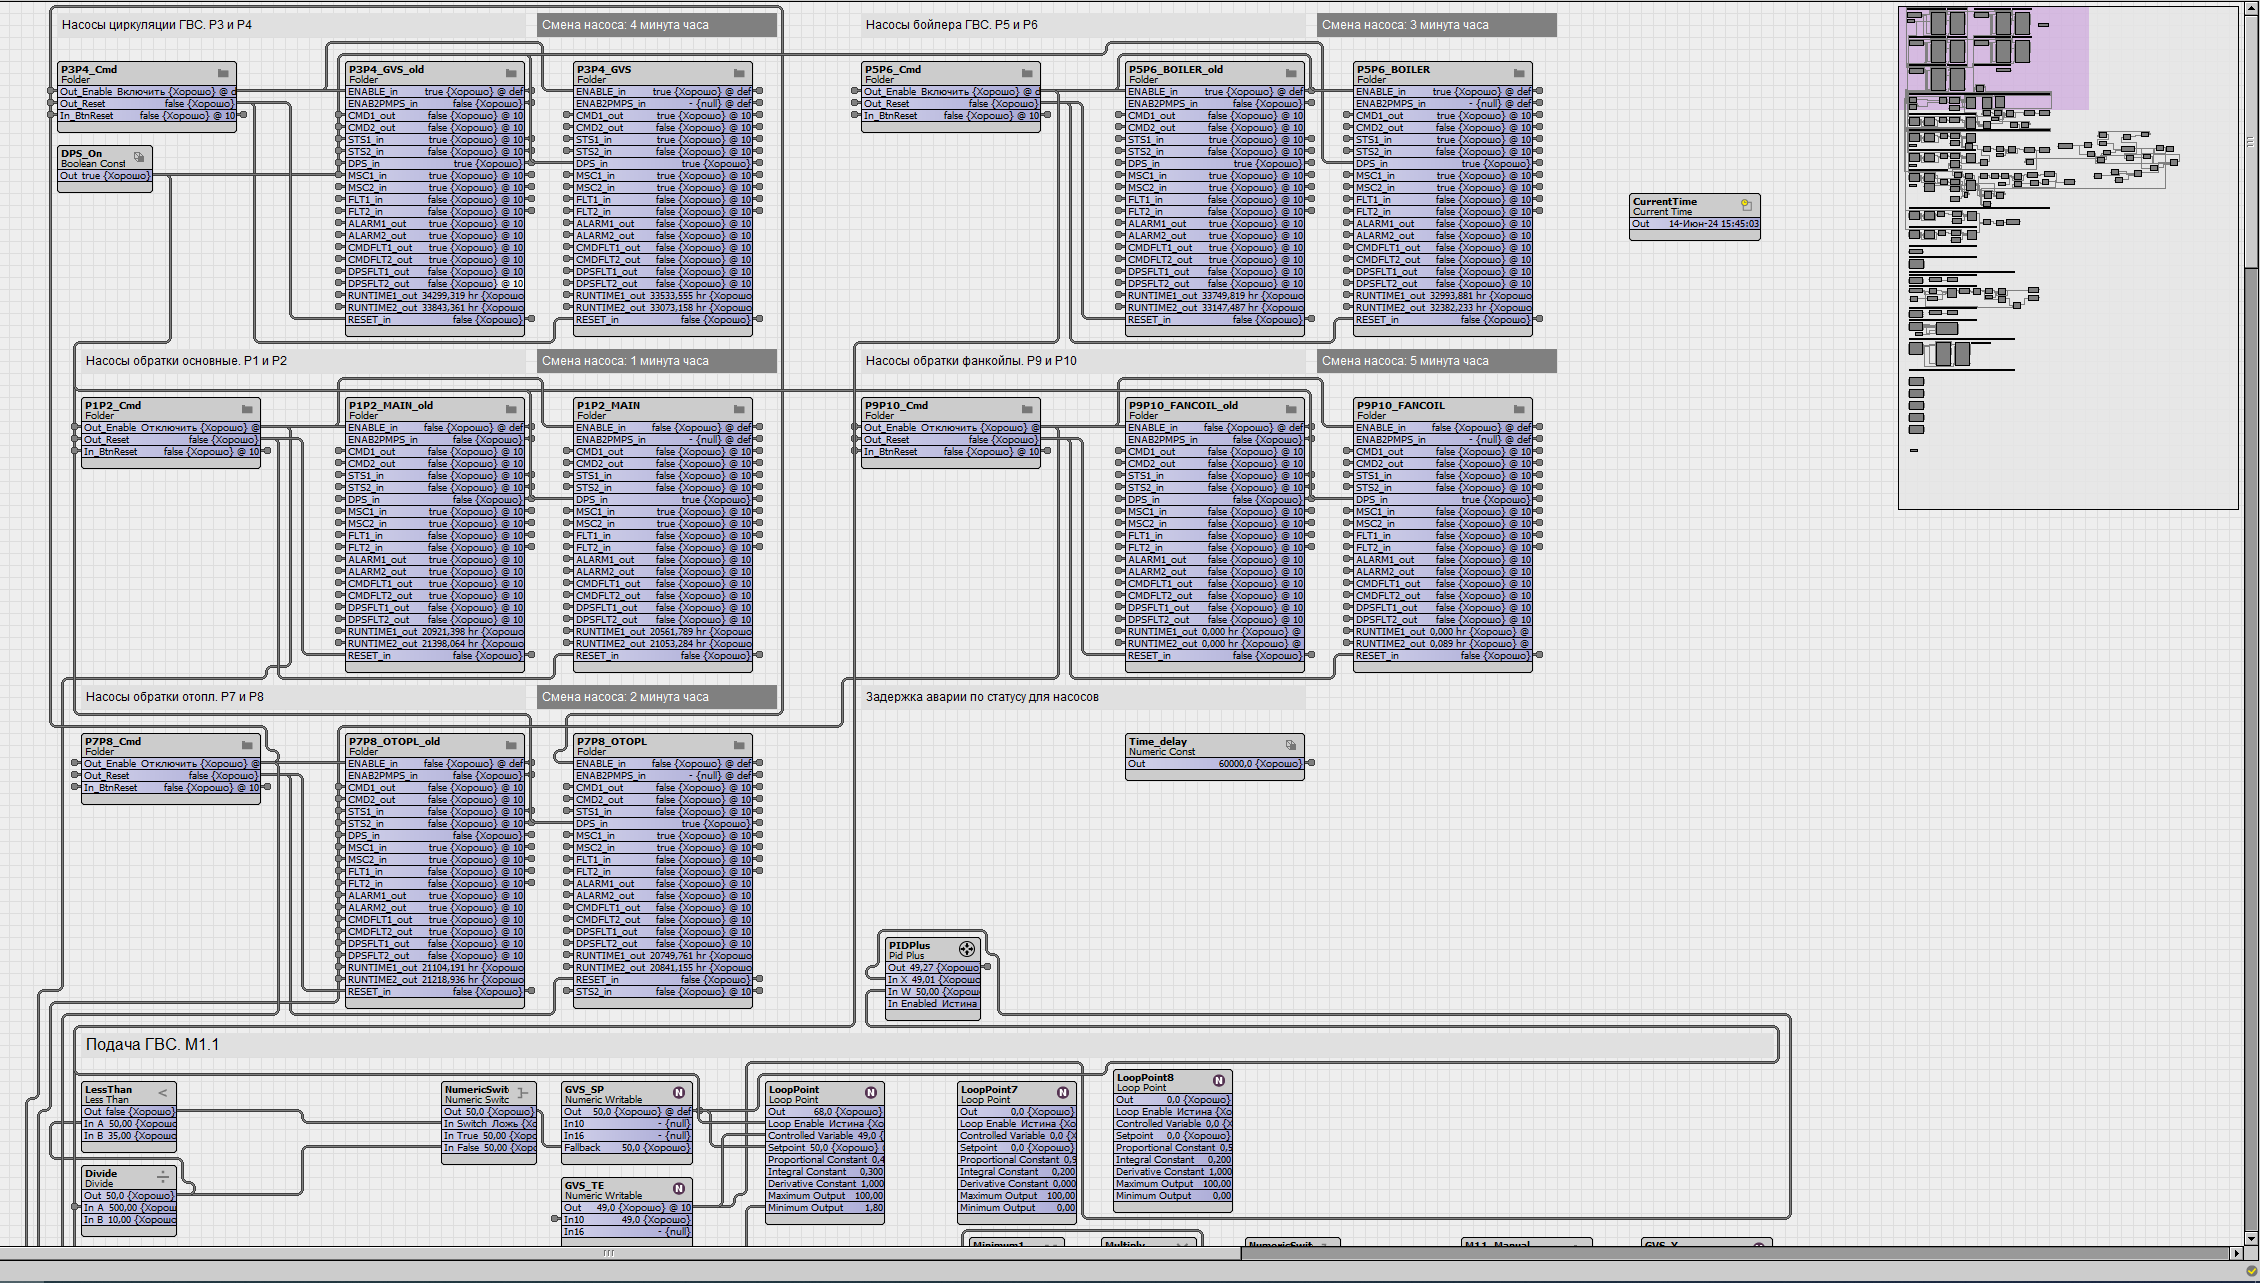 Насосы циркуляции ГВС. P3 и P4
Смена насоса: 4 минута часа
Насосы бойлера ГВС. P5 и P6
Смена насоса: 3 минута часа
P3P4_Cmd
Folder
Out_Enable Включить {Хорошо} @ d
Out_Reset false {Хорошо}
In_BtnReset false {Хорошо} @ 10
DPS_On
Boolean Const
Out true {Хорошо}
P3P4_GVS_old
Folder
ENABLE_in true {Хорошо} @ def
ENAB2PMPS_in false {Хорошо}
CMD1_out false {Хорошо} @ 10
CMD2_out false {Хорошо} @ 10
STS1_in true {Хорошо} @ 10
STS2_in false {Хорошо} @ 10
DPS_in true {Хорошо}
MSC1_in true {Хорошо} @ 10
MSC2_in true {Хорошо} @ 10
FLT1_in false {Хорошо} @ 10
FLT2_in false {Хорошо} @ 10
ALARM1_out true {Хорошо} @ 10
ALARM2_out true {Хорошо} @ 10
CMDFLT1_out true {Хорошо} @ 10
CMDFLT2_out true {Хорошо} @ 10
DPSFLT1_out false {Хорошо} @ 10
DPSFLT2_out false {Хорошо} @ 10
RUNTIME1_out 34299,319 hr {Хорошо
RUNTIME2_out 33843,361 hr {Хорошо
RESET_in false {Хорошо}
P3P4_GVS
Folder
ENABLE_in true {Хорошо} @ def
ENAB2PMPS_in - {null} @ def
CMD1_out true {Хорошо} @ 10
CMD2_out false {Хорошо} @ 10
STS1_in true {Хорошо} @ 10
STS2_in false {Хорошо} @ 10
DPS_in true {Хорошо}
MSC1_in true {Хорошо} @ 10
MSC2_in true {Хорошо} @ 10
FLT1_in false {Хорошо} @ 10
FLT2_in false {Хорошо} @ 10
ALARM1_out false {Хорошо} @ 10
ALARM2_out false {Хорошо} @ 10
CMDFLT1_out false {Хорошо} @ 10
CMDFLT2_out false {Хорошо} @ 10
DPSFLT1_out false {Хорошо} @ 10
DPSFLT2_out false {Хорошо} @ 10
RUNTIME1_out 33533,555 hr {Хорошо
RUNTIME2_out 33073,158 hr {Хорошо
RESET_in false {Хорошо}
P5P6_Cmd
Folder
Out_Enable Включить {Хорошо} @
Out_Reset false {Хорошо}
In_BtnReset false {Хорошо} @ 10
P5P6_BOILER_old
Folder
ENABLE_in true {Хорошо} @ def
ENAB2PMPS_in false {Хорошо}
CMD1_out false {Хорошо} @ 10
CMD2_out false {Хорошо} @ 10
STS1_in true {Хорошо} @ 10
STS2_in false {Хорошо} @ 10
DPS_in true {Хорошо}
MSC1_in true {Хорошо} @ 10
MSC2_in true {Хорошо} @ 10
FLT1_in false {Хорошо} @ 10
FLT2_in false {Хорошо} @ 10
ALARM1_out true {Хорошо} @ 10
ALARM2_out true {Хорошо} @ 10
CMDFLT1_out true {Хорошо} @ 10
CMDFLT2_out true {Хорошо} @ 10
DPSFLT1_out false {Хорошо} @ 10
DPSFLT2_out false {Хорошо} @ 10
RUNTIME1_out 33749,819 hr {Хорошо
RUNTIME2_out 33147,487 hr {Хорошо
RESET_in false {Хорошо}
P5P6_BOILER
Folder
ENABLE_in true {Хорошо} @ def
ENAB2PMPS_in - {null} @ def
CMD1_out true {Хорошо} @ 10
CMD2_out false {Хорошо} @ 10
STS1_in true {Хорошо} @ 10
STS2_in false {Хорошо} @ 10
DPS_in true {Хорошо}
MSC1_in true {Хорошо} @ 10
MSC2_in true {Хорошо} @ 10
FLT1_in false {Хорошо} @ 10
FLT2_in false {Хорошо} @ 10
ALARM1_out false {Хорошо} @ 10
ALARM2_out false {Хорошо} @ 10
CMDFLT1_out false {Хорошо} @ 10
CMDFLT2_out false {Хорошо} @ 10
DPSFLT1_out false {Хорошо} @ 10
DPSFLT2_out false {Хорошо} @ 10
RUNTIME1_out 32993,881 hr {Хорошо
RUNTIME2_out 32382,233 hr {Хорошо
RESET_in false {Хорошо}
CurrentTime
Current Time
Out 14-Июн-24 15:45:03
Насосы обратки основные. P1 и P2
Смена насоса: 1 минута часа
Насосы обратки фанкойлы. P9 и P10
Смена насоса: 5 минута часа
P1P2_Cmd
Folder
Out_Enable Отключить {Хорошо} @
Out_Reset false {Хорошо}
In_BtnReset false {Хорошо} @ 10
P1P2_MAIN_old
Folder
ENABLE_in false {Хорошо} @ def
ENAB2PMPS_in false {Хорошо}
CMD1_out false {Хорошо} @ 10
CMD2_out false {Хорошо} @ 10
STS1_in false {Хорошо} @ 10
STS2_in false {Хорошо} @ 10
DPS_in false {Хорошо}
MSC1_in true {Хорошо} @ 10
MSC2_in true {Хорошо} @ 10
FLT1_in false {Хорошо} @ 10
FLT2_in false {Хорошо} @ 10
ALARM1_out true {Хорошо} @ 10
ALARM2_out true {Хорошо} @ 10
CMDFLT1_out true {Хорошо} @ 10
CMDFLT2_out true {Хорошо} @ 10
DPSFLT1_out false {Хорошо} @ 10
DPSFLT2_out false {Хорошо} @ 10
RUNTIME1_out 20921,398 hr {Хорошо
RUNTIME2_out 21398,064 hr {Хорошо
RESET_in false {Хорошо}
P1P2_MAIN
Folder
ENABLE_in false {Хорошо} @ def
ENAB2PMPS_in - {null} @ def
CMD1_out false {Хорошо} @ 10
CMD2_out false {Хорошо} @ 10
STS1_in false {Хорошо} @ 10
STS2_in false {Хорошо} @ 10
DPS_in true {Хорошо}
MSC1_in true {Хорошо} @ 10
MSC2_in true {Хорошо} @ 10
FLT1_in false {Хорошо} @ 10
FLT2_in false {Хорошо} @ 10
ALARM1_out false {Хорошо} @ 10
ALARM2_out false {Хорошо} @ 10
CMDFLT1_out false {Хорошо} @ 10
CMDFLT2_out false {Хорошо} @ 10
DPSFLT1_out false {Хорошо} @ 10
DPSFLT2_out false {Хорошо} @ 10
RUNTIME1_out 20561,789 hr {Хорошо
RUNTIME2_out 21053,284 hr {Хорошо
RESET_in false {Хорошо}
P9P10_Cmd
Folder
Out_Enable Отключить {Хорошо} @
Out_Reset false {Хорошо}
In_BtnReset false {Хорошо} @ 10
P9P10_FANCOIL_old
Folder
ENABLE_in false {Хорошо} @ def
ENAB2PMPS_in false {Хорошо}
CMD1_out false {Хорошо} @ 10
CMD2_out false {Хорошо} @ 10
STS1_in false {Хорошо} @ 10
STS2_in false {Хорошо} @ 10
DPS_in false {Хорошо}
MSC1_in false {Хорошо} @ 10
MSC2_in false {Хорошо} @ 10
FLT1_in false {Хорошо} @ 10
FLT2_in false {Хорошо} @ 10
ALARM1_out false {Хорошо} @ 10
ALARM2_out false {Хорошо} @ 10
CMDFLT1_out false {Хорошо} @ 10
CMDFLT2_out false {Хорошо} @ 10
DPSFLT1_out false {Хорошо} @ 10
DPSFLT2_out false {Хорошо} @ 10
RUNTIME1_out 0,000 hr {Хорошо} @
RUNTIME2_out 0,000 hr {Хорошо} @
RESET_in false {Хорошо}
P9P10_FANCOIL
Folder
ENABLE_in false {Хорошо} @ def
ENAB2PMPS_in - {null} @ def
CMD1_out false {Хорошо} @ 10
CMD2_out false {Хорошо} @ 10
STS1_in false {Хорошо} @ 10
STS2_in false {Хорошо} @ 10
DPS_in true {Хорошо}
MSC1_in false {Хорошо} @ 10
MSC2_in false {Хорошо} @ 10
FLT1_in false {Хорошо} @ 10
FLT2_in false {Хорошо} @ 10
ALARM1_out false {Хорошо} @ 10
ALARM2_out false {Хорошо} @ 10
CMDFLT1_out false {Хорошо} @ 10
CMDFLT2_out false {Хорошо} @ 10
DPSFLT1_out false {Хорошо} @ 10
DPSFLT2_out false {Хорошо} @ 10
RUNTIME1_out 0,000 hr {Хорошо} @
RUNTIME2_out 0,089 hr {Хорошо} @
RESET_in false {Хорошо}
Насосы обратки отопл. P7 и P8
Смена насоса: 2 минута часа
Задержка аварии по статусу для насосов
P7P8_Cmd
Folder
Out_Enable Отключить {Хорошо} @
Out_Reset false {Хорошо}
In_BtnReset false {Хорошо} @ 10
P7P8_OTOPL_old
Folder
ENABLE_in false {Хорошо} @ def
ENAB2PMPS_in false {Хорошо}
CMD1_out false {Хорошо} @ 10
CMD2_out false {Хорошо} @ 10
STS1_in false {Хорошо} @ 10
STS2_in false {Хорошо} @ 10
DPS_in false {Хорошо}
MSC1_in true {Хорошо} @ 10
MSC2_in true {Хорошо} @ 10
FLT1_in false {Хорошо} @ 10
FLT2_in false {Хорошо} @ 10
ALARM1_out true {Хорошо} @ 10
ALARM2_out true {Хорошо} @ 10
CMDFLT1_out true {Хорошо} @ 10
CMDFLT2_out true {Хорошо} @ 10
DPSFLT1_out false {Хорошо} @ 10
DPSFLT2_out false {Хорошо} @ 10
RUNTIME1_out 21104,191 hr {Хорошо
RUNTIME2_out 21218,936 hr {Хорошо
RESET_in false {Хорошо}
P7P8_OTOPL
Folder
ENABLE_in false {Хорошо} @ def
ENAB2PMPS_in - {null} @ def
CMD1_out false {Хорошо} @ 10
CMD2_out false {Хорошо} @ 10
STS1_in false {Хорошо} @ 10
DPS_in true {Хорошо}
MSC1_in true {Хорошо} @ 10
FLT1_in false {Хорошо} @ 10
FLT2_in false {Хорошо} @ 10
ALARM1_out false {Хорошо} @ 10
ALARM2_out false {Хорошо} @ 10
CMDFLT1_out false {Хорошо} @ 10
CMDFLT2_out false {Хорошо} @ 10
DPSFLT1_out false {Хорошо} @ 10
DPSFLT2_out false {Хорошо} @ 10
RUNTIME1_out 20749,761 hr {Хорошо
RUNTIME2_out 20841,155 hr {Хорошо
RESET_in false {Хорошо}
STS2_in false {Хорошо} @ 10
Time_delay
Numeric Const
Out 60000,0 {Хорошо}
PIDPlus
Pid Plus
Out 49,27 {Хорошо
In X 49,01 {Хорош
In W 50,00 {Хорош
In Enabled Истина
Подача ГВС. М1.1
LessThan
Less Than
Out false {Хорошо}
In A 50,00 {Хорошо
In B 35,00 {Хорошо
Divide
Divide
Out 50,0 {Хорошо}
In A 500,00 {Хорош
In B 10,00 {Хорошо
NumericSwit
Numeric Switc
Out 50,0 {Хорошо}
In Switch Ложь {Хо
In True 50,00 {Хорс
In False 50,00 {Хор
GVS_SP
Numeric Writable
Out 50,0 {Хорошо} @ def
In10 - {null}
In16 - {null}
Fallback 50,0 {Хорошо}
GVS_TE
Numeric Writable
Out 49,0 {Хорошо} @ 10
In10 49,0 {Хорошо}
In16 - {null}
LoopPoint
Loop Point
Out 68,0 {Хорошо}
Loop Enable Истина {Хо
Controlled Variable 49,0 {
Setpoint 50,0 {Хорошо}
Proportional Constant 0,4
Integral Constant 0,300
Derivative Constant 1,000
Maximum Output 100,00
Minimum Output 1,80
LoopPoint7
Loop Point
Out 0,0 {Хорошо}
Loop Enable Истина {Хо
Controlled Variable 0,0 {Х
Setpoint 0,0 {Хорошо}
Proportional Constant 0,5
Integral Constant 0,200
Derivative Constant 0,000
Maximum Output 100,00
Minimum Output 0,00
LoopPoint8
Loop Point
Out 0,0 {Хорошо}
Loop Enable Истина {Хо
Controlled Variable 0,0 {Х
Setpoint 0,0 {Хорошо}
Proportional Constant 0,5
Integral Constant 0,200
Derivative Constant 1,000
Maximum Output 100,00
Minimum Output 0,00
Minimum1
Multiply
NumericSwit
M11_Manual